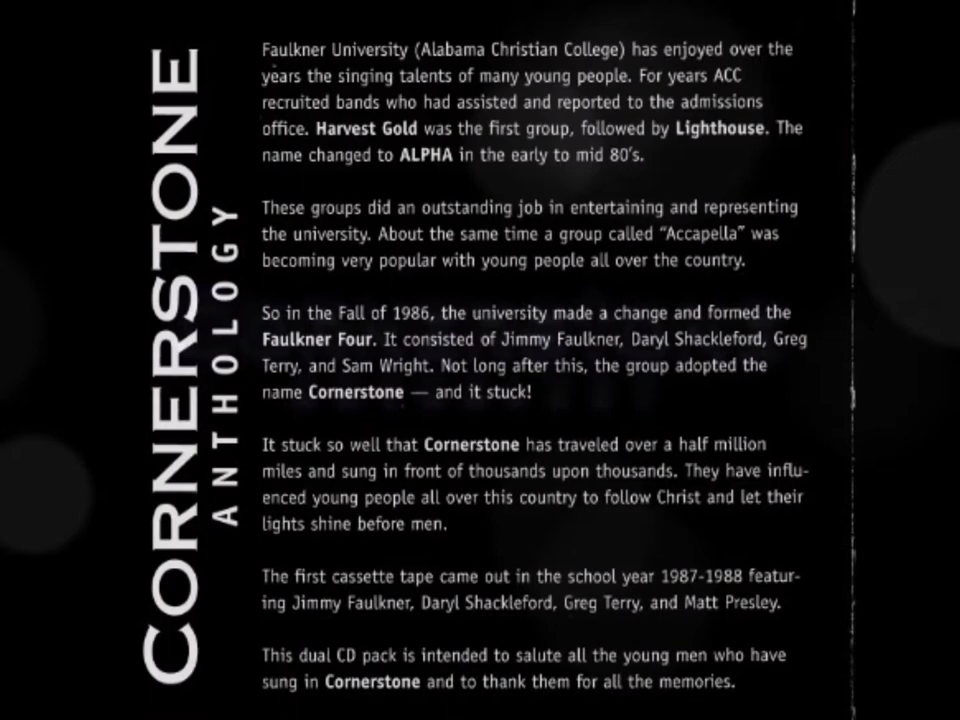 CORNERSTONE
ANTHOLOGY
Faulkner University (Alabama Christian College) has enjoyed over the
years the singing talents of many young people. For years ACC
recruited bands who had assisted and reported to the admissions
office. Harvest Gold was the first group, followed by Lighthouse. The
name changed to ALPHA in the early to mid 80's.
These groups did an outstanding job in entertaining and representing
the university. About the same time a group called “Accapella” was
becoming very popular with young people all over the country.
So in the Fall of 1986, the university made a change and formed the
Faulkner Four. It consisted of Jimmy Faulkner, Daryl Shackleford, Greg
Terry, and Sam Wright. Not long after this, the group adopted the
name Cornerstone — and it stuck!
It stuck so well that Cornerstone has traveled over a half million
miles and sung in front of thousands upon thousands. They have influ-
enced young people all over this country to follow Christ and let their
lights shine before men.
The first cassette tape came out in the school year 1987-1988 featur-
ing Jimmy Faulkner, Daryl Shackleford, Greg Terry, and Matt Presley.
This dual CD pack is intended to salute all the young men who have
sung in Cornerstone and to thank them for all the memories.